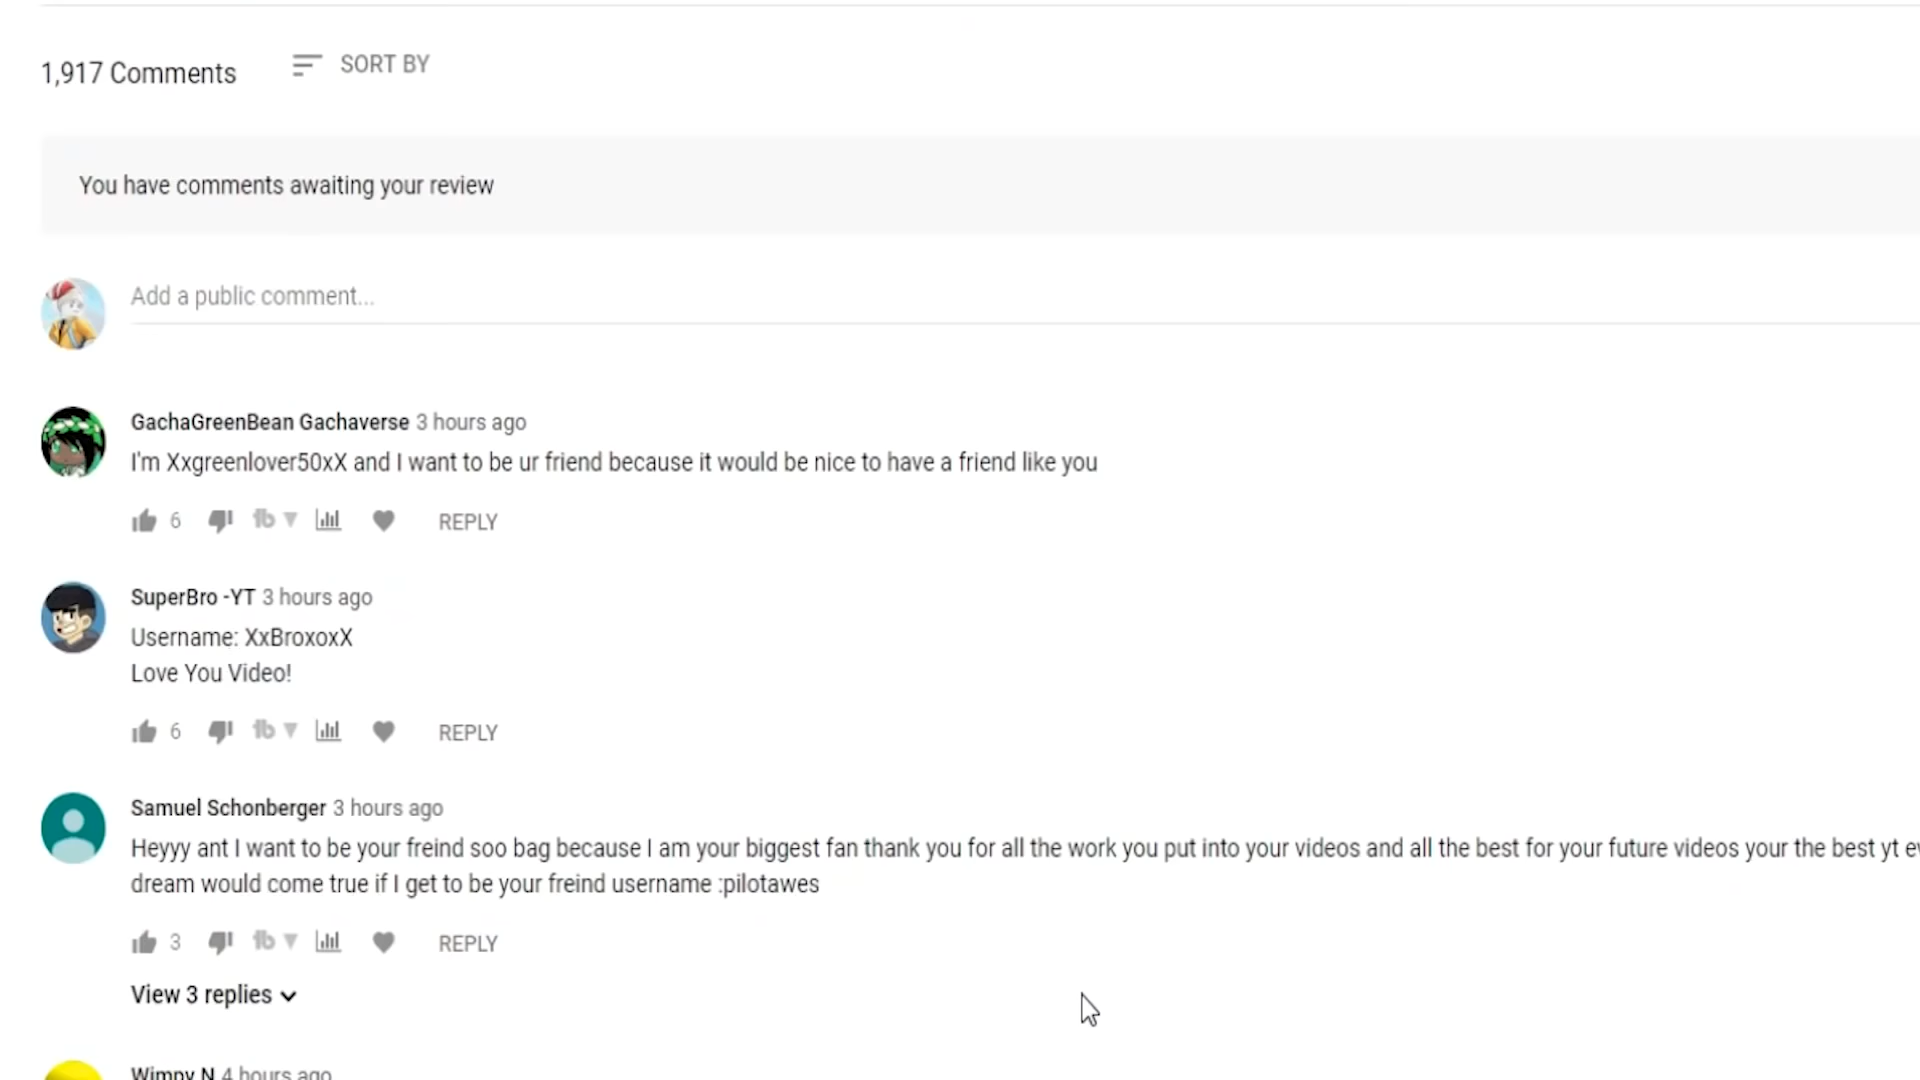 1,917 Comments SORT BY
You have comments awaiting your review
Add a public comment...
GachaGreenBean Gachaverse 3 hours ago
I'm Xxgreenlover50xX and I want to be ur friend because it would be nice to have a friend like you
6 REPLY
SuperBro -YT 3 hours ago
Username: XxBroxoxX
Love You Video!
6 REPLY
Samuel Schonberger 3 hours ago
Heyyy ant I want to be your freind soo bag because I am your biggest fan thank you for all the work you put into your videos and all the best for your future videos your the best yt
dream would come true if I get to be your freind username :pilotawes
3 REPLY
View 3 replies
Wimpy N 4 hours ago